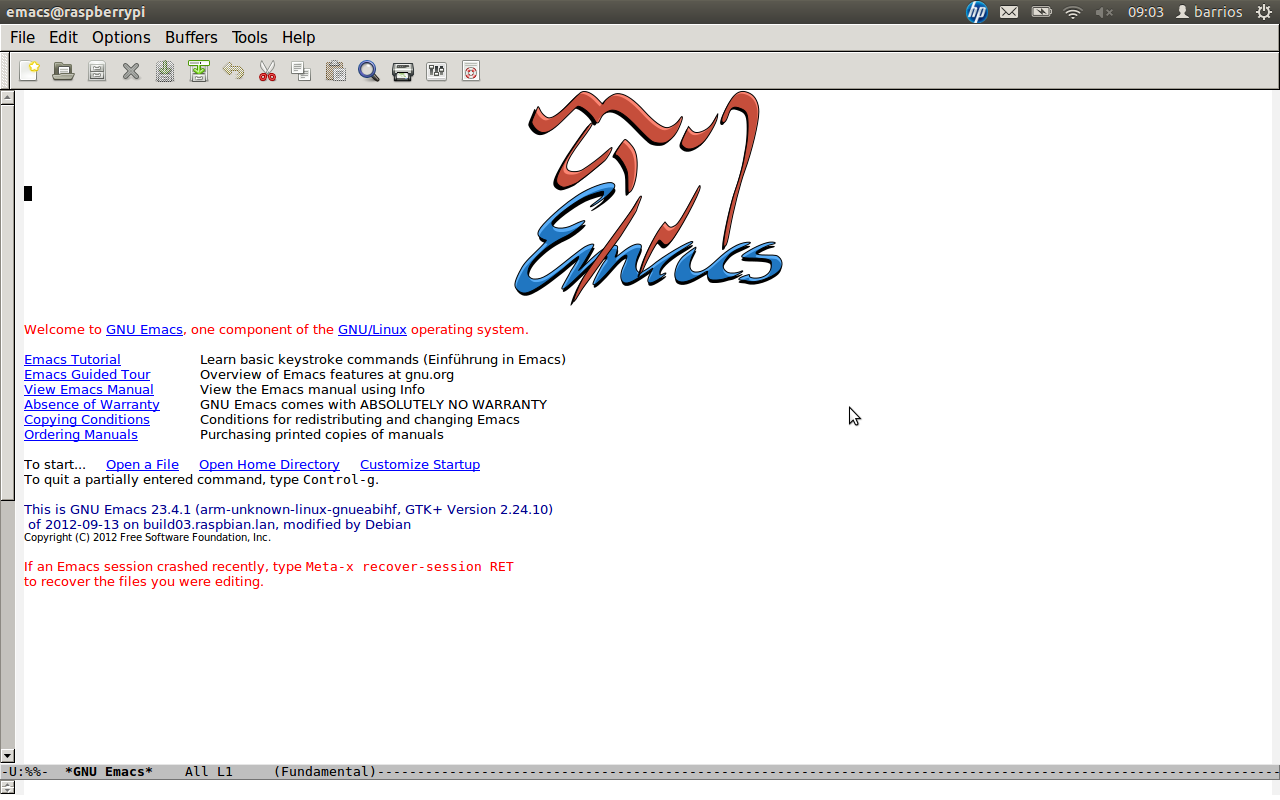 emacs@raspberrypi 09:03 barrios
File Edit Options Buffers Tools Help
Emacs
Welcome to GNU Emacs, one component of the GNU/Linux operating system.
Emacs Tutorial Learn basic keystroke commands (Einführung in Emacs)
Emacs Guided Tour Overview of Emacs features at gnu.org
View Emacs Manual View the Emacs manual using Info
Absence of Warranty GNU Emacs comes with ABSOLUTELY NO WARRANTY
Copying Conditions Conditions for redistributing and changing Emacs
Ordering Manuals Purchasing printed copies of manuals
To start... Open a File Open Home Directory Customize Startup
To quit a partially entered command, type Control-g.
This is GNU Emacs 23.4.1 (arm-unknown-linux-gnueabihf, GTK+ Version 2.24.10)
of 2012-09-13 on build03.raspbian.lan, modified by Debian
Copyright (C) 2012 Free Software Foundation, Inc.
If an Emacs session crashed recently, type Meta-x recover-session RET
to recover the files you were editing.
-U:%%- *GNU Emacs* All L1 (Fundamental)-----------------------------------------------------------------------------------------------------------------